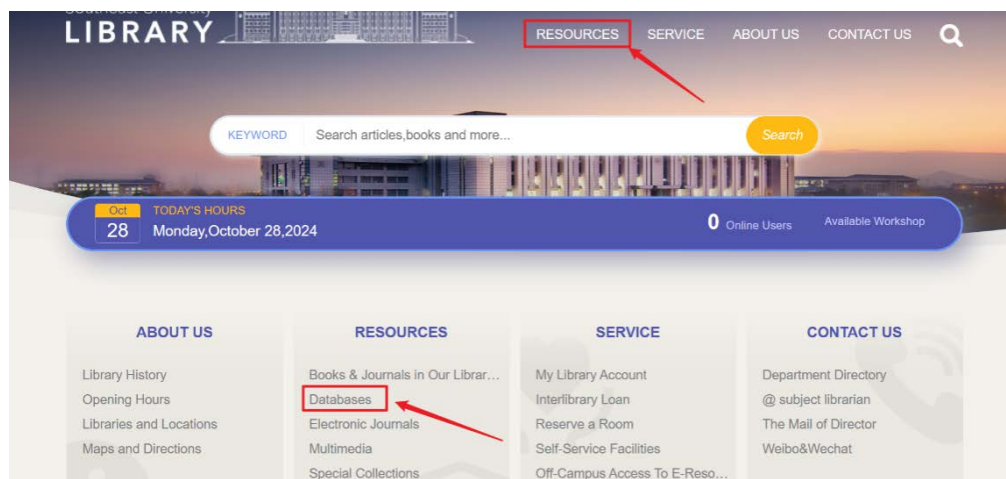 Southeast University
LIBRARY
RESOURCES SERVICE ABOUT US CONTACT US
KEYWORD Search articles,books and more... Search
Oct
28
TODAY'S HOURS
Monday,October 28,2024
0 Online Users Available Workshop
ABOUT US
Library History
Opening Hours
Libraries and Locations
Maps and Directions
RESOURCES
Books & Journals in Our Librar...
Databases
Electronic Journals
Multimedia
Special Collections
SERVICE
My Library Account
Interlibrary Loan
Reserve a Room
Self-Service Facilities
Off-Campus Access To E-Reso...
CONTACT US
Department Directory
@ subject librarian
The Mail of Director
Weibo&Wechat